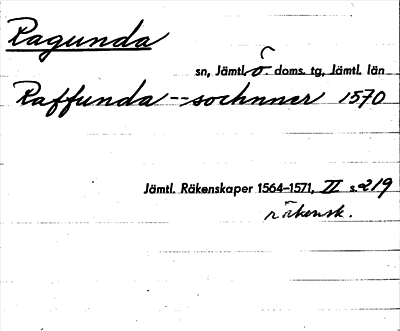 Ragunda
sn, Jämtl. Ö. doms. tg, Jämtl. län
Raffunda -- sochnner 1570
Jämtl. Räkenskaper 1564-1571, II s. 219
räkensk.